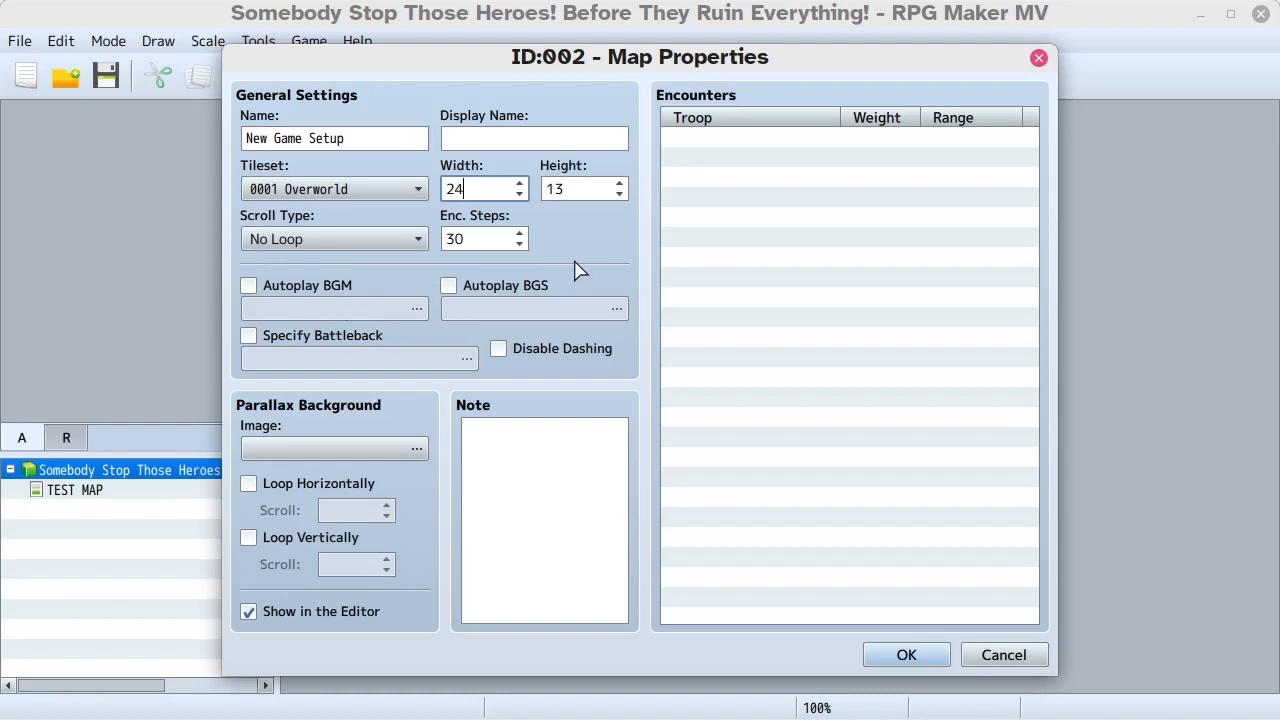 Somebody Stop Those Heroes! Before They Ruin Everything! - RPG Maker MV
File Edit Mode Draw Scale Tools Game Help
ID:002 - Map Properties
General Settings
Name:
Display Name:
New Game Setup
Tileset:
Width:
Height:
0001 Overworld
24
13
Scroll Type:
Enc. Steps:
No Loop
30
Autoplay BGM
Autoplay BGS
...
...
Specify Battleback
...
Disable Dashing
Parallax Background
Image:
...
Loop Horizontally
Scroll:
Loop Vertically
Scroll:
Show in the Editor
Note
Encounters
Troop Weight Range
OK
Cancel
A
R
Somebody Stop Those Heroes
TEST MAP
100%